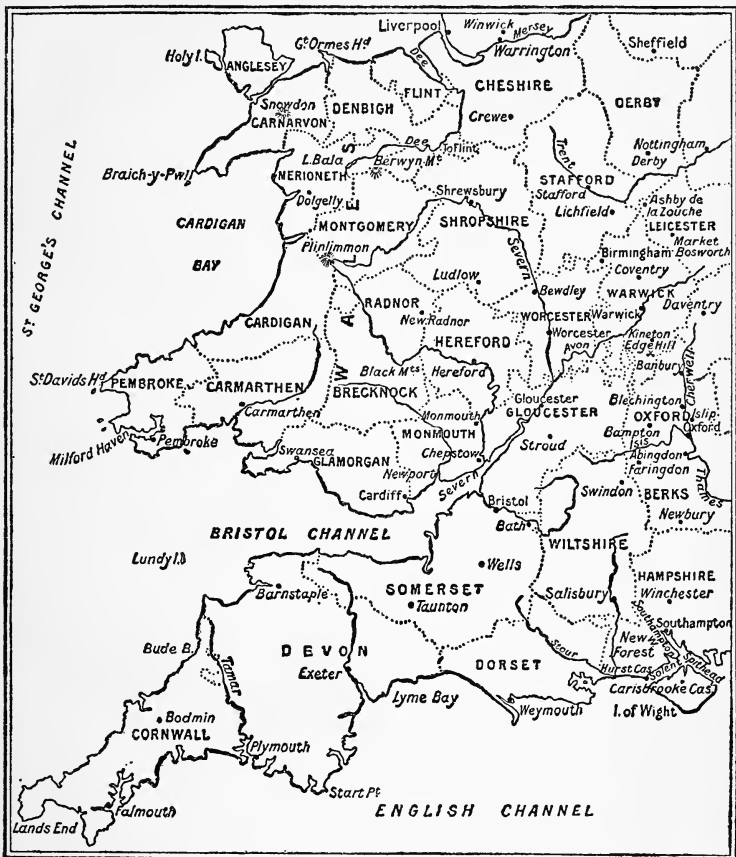 Liverpool
Winwick
Mersey
Warrington
Sheffield
Gt. Ormes Hd
Holy I.
ANGLESEY
Dee
FLINT
CHESHIRE
DERBY
Snowdon
CARNARVON
DENBIGH
Crewe
Trent
Nottingham
Derby
Dee
To Flint
L. Bala
Berwyn Mt.
Braich-y-Pwll
NERIONETH
STAFFORD
Stafford
Dolgelly
Shrewsbury
Lichfield
Ashby de
la Zouche
LEICESTER
ST GEORGE'S CHANNEL
CARDIGAN
BAY
MONTGOMERY
SHROPSHIRE
Severn
Market
Bosworth
Birmingham
Coventry
Plinlimmon
WALES
Ludlow
Bewdley
WARWICK
Daventry
RADNOR
New Radnor
WORCESTER
Warwick
Worcester
CARDIGAN
HEREFORD
Avon
Kineton
Edge Hill
St Davids Hd
PEMBROKE
CARMARTHEN
Black Mts
Hereford
Banbury
Cherwell
BRECKNOCK
Carmarthen
Gloucester
GLOUCESTER
Blechington
OXFORD
Islip
Oxford
Monmouth
MONMOUTH
Bampton
Isis
Milford Haven
Pembroke
Stroud
Abingdon
Faringdon
Swansea
GLAMORGAN
Chepstow
Newport
Severn
Thames
Swindon
BERKS
Cardiff
Bristol
Newbury
Bath
BRISTOL CHANNEL
WILTSHIRE
Lundy I.
Wells
HAMPSHIRE
Winchester
Barnstaple
SOMERSET
Taunton
Salisbury
Southampton
Southampton W.
New
Forest
Spithead
Bude B.
DEVON
Stour
Solent
Hurst Cas.
Tamar
Exeter
DORSET
Carisbrooke Cas.
Lyme Bay
Weymouth
I. of Wight
Bodmin
CORNWALL
Plymouth
Start Pt
Falmouth
Lands End
ENGLISH CHANNEL